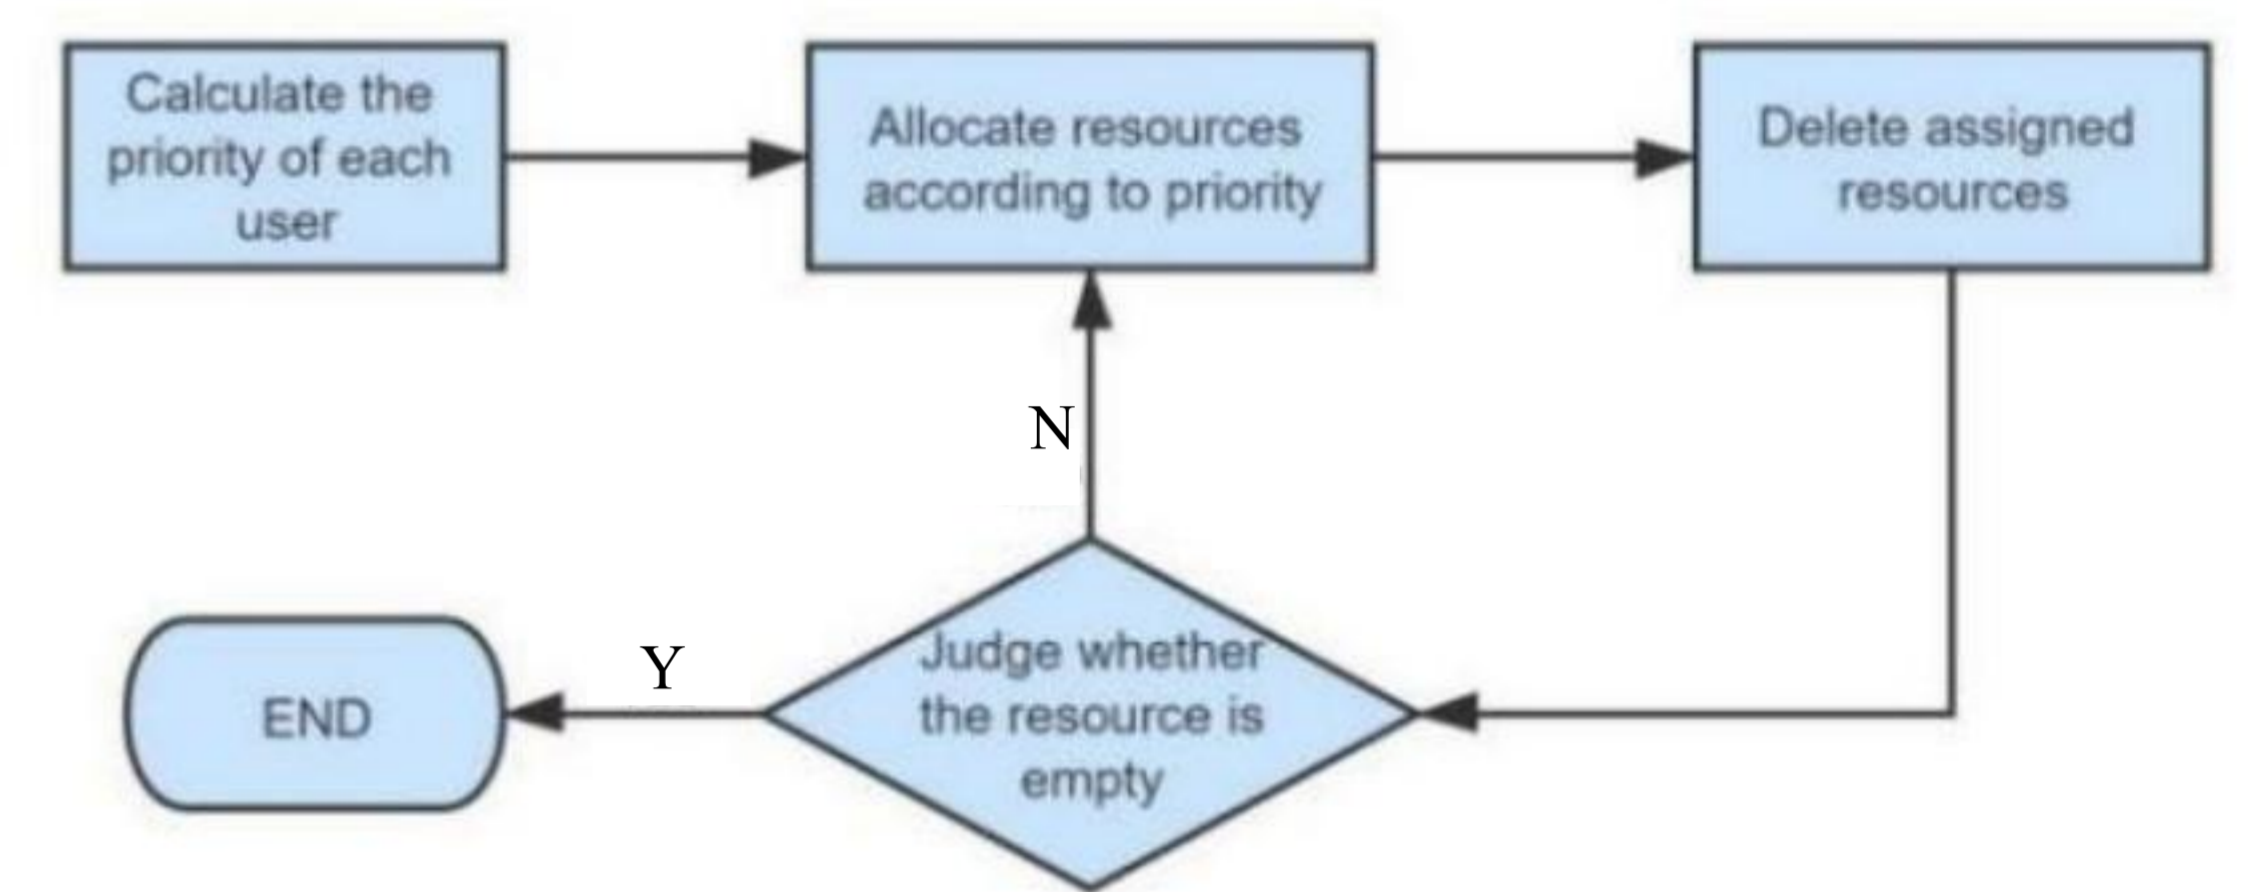 Calculate the
priority of each
user
Allocate resources
according to priority
Delete assigned
resources
N
Judge whether
the resource is
empty
Y
END